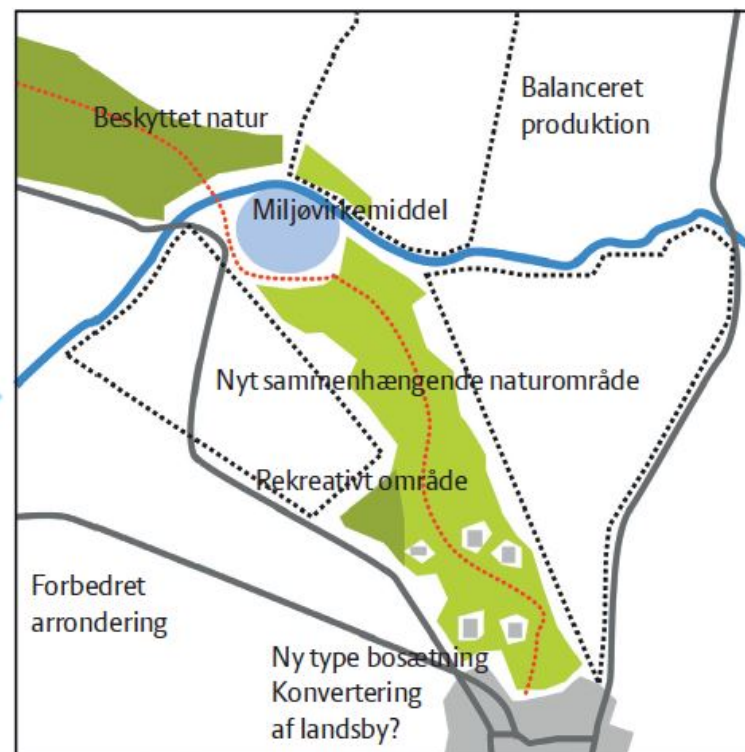 Balanceret
produktion
Beskyttet natur
Miljøvirkemiddel
Nyt sammenhængende naturområde
Rekreativt område
Forbedret
arrondering
Ny type bosætning
Konvertering
af landsby?